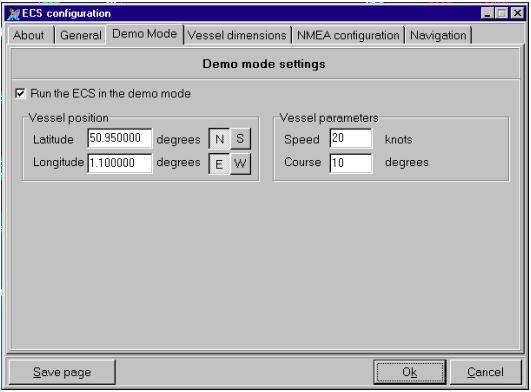 ECS configuration
About General Demo Mode Vessel dimensions NMEA configuration Navigation
Demo mode settings
Run the ECS in the demo mode
Vessel position Vessel parameters
Latitude 50.950000 degrees N S Speed 20 knots
Longitude 1.100000 degrees E W Course 10 degrees
Save page Ok Cancel